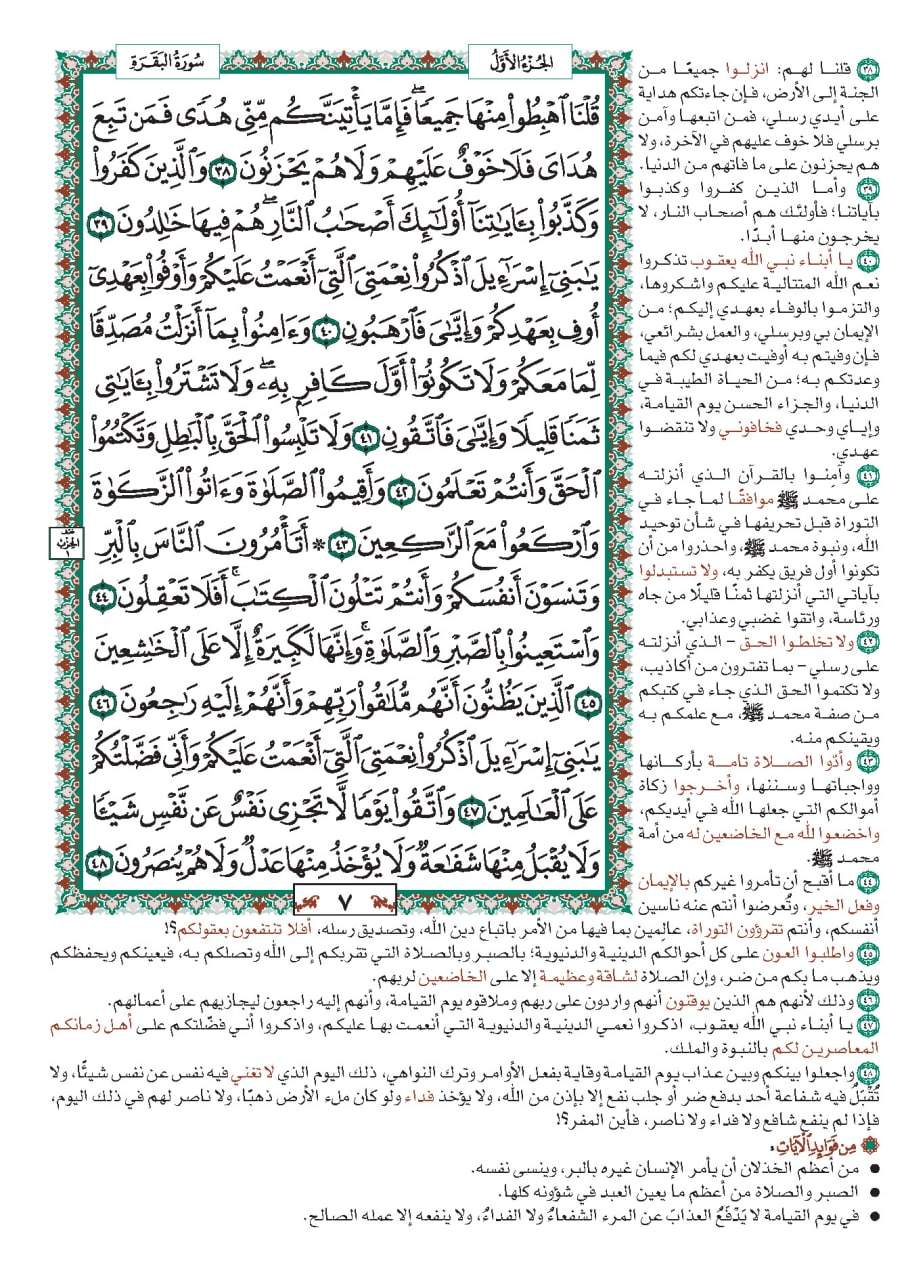 الجُزْءُ الأَوَّلُ
سُورَةُ البَقَرَةِ
قُلْنَا ٱهْبِطُواْ مِنْهَا جَمِيعًاۖ فَإِمَّا يَأْتِيَنَّكُم مِّنِّى هُدًى فَمَن تَبِعَ
هُدَاىَ فَلَا خَوْفٌ عَلَيْهِمْ وَلَا هُمْ يَحْزَنُونَ ٣٨ وَٱلَّذِينَ كَفَرُواْ
وَكَذَّبُواْ بِـَٔايَٰتِنَآ أُوْلَٰٓئِكَ أَصْحَٰبُ ٱلنَّارِۖ هُمْ فِيهَا خَٰلِدُونَ ٣٩
يَٰبَنِىٓ إِسْرَٰٓءِيلَ ٱذْكُرُواْ نِعْمَتِىَ ٱلَّتِىٓ أَنْعَمْتُ عَلَيْكُمْ وَأَوْفُواْ بِعَهْدِىٓ
أُوفِ بِعَهْدِكُمْ وَإِيَّٰىَ فَٱرْهَبُونِ ٤٠ وَءَامِنُواْ بِمَآ أَنزَلْتُ مُصَدِّقًا
لِّمَا مَعَكُمْ وَلَا تَكُونُوٓاْ أَوَّلَ كَافِرٍۭ بِهِۦۖ وَلَا تَشْتَرُواْ بِـَٔايَٰتِى
ثَمَنًا قَلِيلًا وَإِيَّٰىَ فَٱتَّقُونِ ٤١ وَلَا تَلْبِسُواْ ٱلْحَقَّ بِٱلْبَٰطِلِ وَتَكْتُمُواْ
ٱلْحَقَّ وَأَنتُمْ تَعْلَمُونَ ٤٢ وَأَقِيمُواْ ٱلصَّلَوٰةَ وَءَاتُواْ ٱلزَّكَوٰةَ
وَٱرْكَعُواْ مَعَ ٱلرَّٰكِعِينَ ٤٣ * أَتَأْمُرُونَ ٱلنَّاسَ بِٱلْبِرِّ
وَتَنسَوْنَ أَنفُسَكُمْ وَأَنتُمْ تَتْلُونَ ٱلْكِتَٰبَۚ أَفَلَا تَعْقِلُونَ ٤٤
وَٱسْتَعِينُواْ بِٱلصَّبْرِ وَٱلصَّلَوٰةِۚ وَإِنَّهَا لَكَبِيرَةٌ إِلَّا عَلَى ٱلْخَٰشِعِينَ
٤٥ ٱلَّذِينَ يَظُنُّونَ أَنَّهُم مُّلَٰقُواْ رَبِّهِمْ وَأَنَّهُمْ إِلَيْهِ رَٰجِعُونَ ٤٦
يَٰبَنِىٓ إِسْرَٰٓءِيلَ ٱذْكُرُواْ نِعْمَتِىَ ٱلَّتِىٓ أَنْعَمْتُ عَلَيْكُمْ وَأَنِّى فَضَّلْتُكُمْ
عَلَى ٱلْعَٰلَمِينَ ٤٧ وَٱتَّقُواْ يَوْمًا لَّا تَجْزِى نَفْسٌ عَن نَّفْسٍ شَيْـًٔا
وَلَا يُقْبَلُ مِنْهَا شَفَٰعَةٌ وَلَا يُؤْخَذُ مِنْهَا عَدْلٌ وَلَا هُمْ يُنصَرُونَ ٤٨
٧
الحِزْب
١
٣٨ قلنا لهم: انزلوا جميعًا من
الجنة إلى الأرض، فإن جاءتكم هداية
على أيدي رسلي، فمن اتبعها وآمن
برسلي فلا خوف عليهم في الآخرة، ولا
هم يحزنون على ما فاتهم من الدنيا.
٣٩ وأما الذين كفروا وكذبوا
بآياتنا؛ فأولئك هم أصحاب النار، لا
يخرجون منها أبدًا.
٤٠ يا أبناء نبي الله يعقوب تذكروا
نعم الله المتتالية عليكم واشكروها،
والتزموا بالوفاء بعهدي إليكم؛ من
الإيمان بي وبرسلي، والعمل بشرائعي،
فإن وفيتم به أوفيت بعهدي لكم فيما
وعدتكم به؛ من الحياة الطيبة في
الدنيا، والجزاء الحسن يوم القيامة،
وإياي وحدي فخافوني ولا تنقضوا
عهدي.
٤١ وآمِنُوا بالقرآن الذي أنزلته
على محمد ﷺ موافقًا لما جاء في
التوراة قبل تحريفها في شأن توحيد
الله، ونبوة محمد ﷺ، واحذروا من أن
تكونوا أول فريق يكفر به، ولا تستبدلوا
بآياتي التي أنزلتها ثمنًا قليلًا من جاه
ورئاسة، واتقوا غضبي وعذابي.
٤٢ ولا تخلطوا الحق - الذي أنزلته
على رسلي - بما تفترون من أكاذيب،
ولا تكتموا الحق الذي جاء في كتبكم
من صفة محمد ﷺ، مع علمكم به
ويقينكم منه.
٤٣ وأدُّوا الصلاة تامة بأركانها
وواجباتها وسننها، وأخرجوا زكاة
أموالكم التي جعلها الله في أيديكم،
واخضعوا لله مع الخاضعين له من أمة
محمد ﷺ.
٤٤ ما أقبح أن تأمروا غيركم بالإيمان
وفعل الخير، وتُعرضوا أنتم عنه ناسين
أنفسكم، وأنتم تقرؤون التوراة، عالِمين بما فيها من الأمر باتباع دين الله، وتصديق رسله، أفلا تنتفعون بعقولكم؟!
٤٥ واطلبوا العون على كل أحوالكم الدينية والدنيوية؛ بالصبر وبالصلاة التي تقربكم إلى الله وتصلكم به، فيعينكم ويحفظكم
ويذهب ما بكم من ضر، وإن الصلاة لشاقة وعظيمة إلا على الخاضعين لربهم.
٤٦ وذلك لأنهم هم الذين يوقنون أنهم واردون على ربهم وملاقوه يوم القيامة، وأنهم إليه راجعون ليجازيهم على أعمالهم.
٤٧ يا أبناء نبي الله يعقوب، اذكروا نعمي الدينية والدنيوية التي أنعمت بها عليكم، واذكروا أني فضّلتكم على أهل زمانكم
المعاصرين لكم بالنبوة والملك.
٤٨ واجعلوا بينكم وبين عذاب يوم القيامة وقاية بفعل الأوامر وترك النواهي، ذلك اليوم الذي لا تغني فيه نفس عن نفس شيئًا، ولا
تُقْبَلُ فيه شفاعة أحد بدفع ضر أو جلب نفع إلا بإذن من الله، ولا يؤخذ فداء ولو كان ملء الأرض ذهبًا، ولا ناصر لهم في ذلك اليوم،
فإذا لم ينفع شافع ولا فداء ولا ناصر، فأين المفر؟!
مِن فَوَائِدِ الآيَاتِ:
• من أعظم الخذلان أن يأمر الإنسان غيره بالبر، وينسى نفسه.
• الصبر والصلاة من أعظم ما يعين العبد في شؤونه كلها.
• في يوم القيامة لا يَدْفَعُ العذابَ عن المرء الشفعاءُ ولا الفداءُ، ولا ينفعه إلا عمله الصالح.